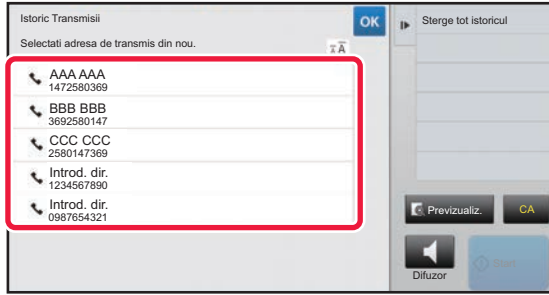 Istoric Transmisii
OK
Sterge tot istoricul
Selectati adresa de transmis din nou.
AAA AAA
1472580369
BBB BBB
3692580147
CCC CCC
2580147369
Introd. dir.
1234567890
Introd. dir.
0987654321
Previzualiz.
CA
Difuzor
Start